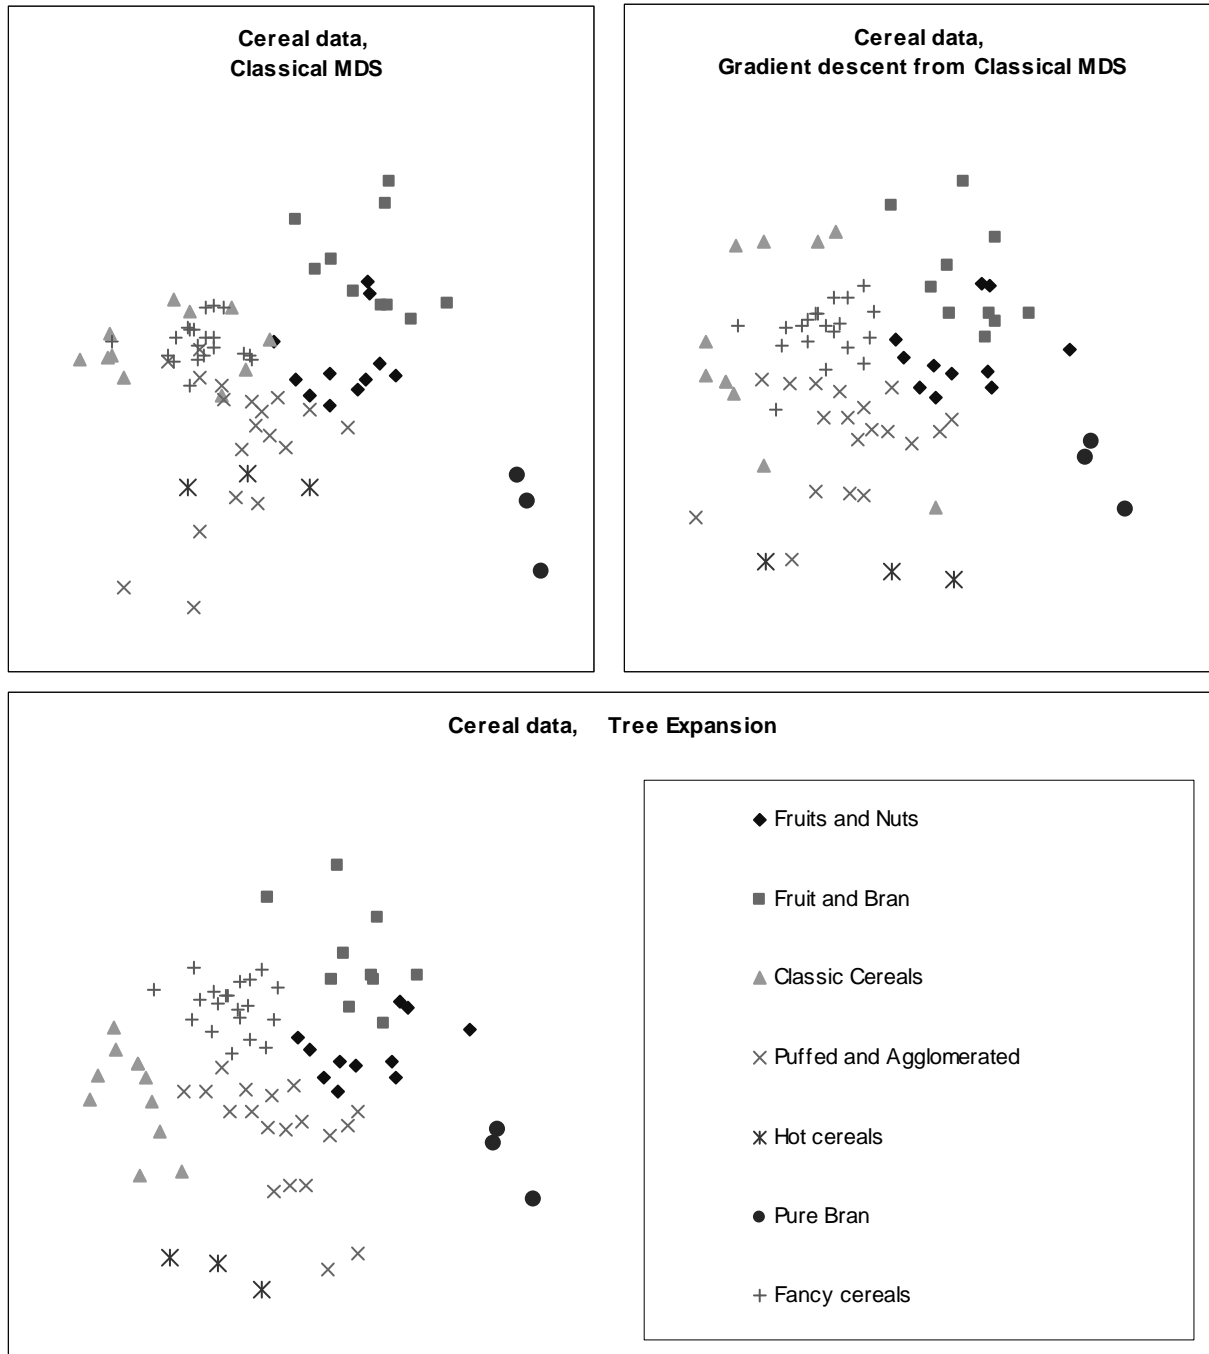 Cereal data,
Classical MDS
Cereal data,
Gradient descent from Classical MDS
Cereal data, Tree Expansion
Fruits and Nuts
Fruit and Bran
Classic Cereals
Puffed and Agglomerated
Hot cereals
Pure Bran
Fancy cereals